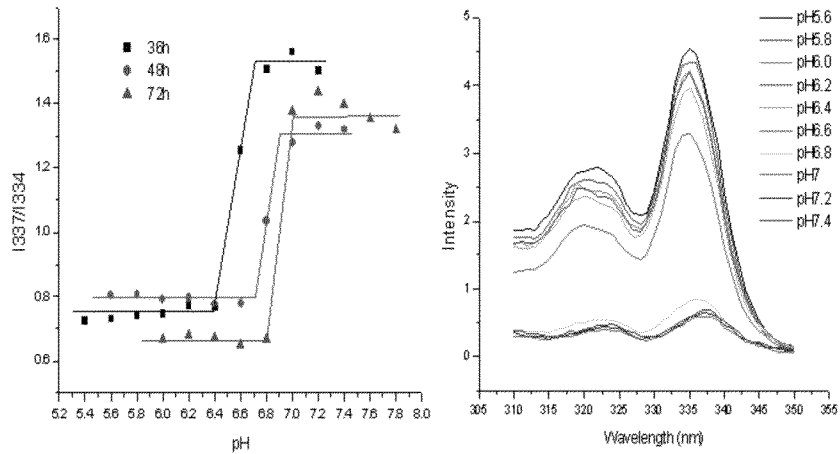 36h
48h
72h
I337/I334
1.6
1.4
1.2
1.0
0.8
0.6
5.2 5.4 5.6 5.8 6.0 6.2 6.4 6.6 6.8 7.0 7.2 7.4 7.6 7.8 8.0
pH
pH5.6
pH5.8
pH6.0
pH6.2
pH6.4
pH6.6
pH6.8
pH7
pH7.2
pH7.4
Intensity
5
4
3
2
1
0
305 310 315 320 325 330 335 340 345 350 355
Wavelength (nm)